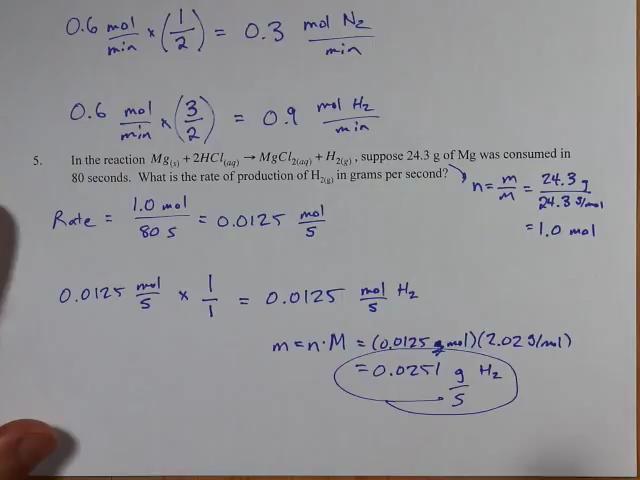 0.6 mol/min × (1/2) = 0.3 mol N₂/min
0.6 mol/min × (3/2) = 0.9 mol H₂/min
5. In the reaction Mg(s) + 2HCl(aq) → MgCl2(aq) + H2(g), suppose 24.3 g of Mg was consumed in
80 seconds. What is the rate of production of H2(g) in grams per second?
n = m/M = 24.3 g/24.3 g/mol
= 1.0 mol
Rate = 1.0 mol/80 s = 0.0125 mol/s
0.0125 mol/s × 1/1 = 0.0125 mol/s H₂
m = n·M = (0.0125 mol)(2.02 g/mol)
= 0.0251 g/s H₂